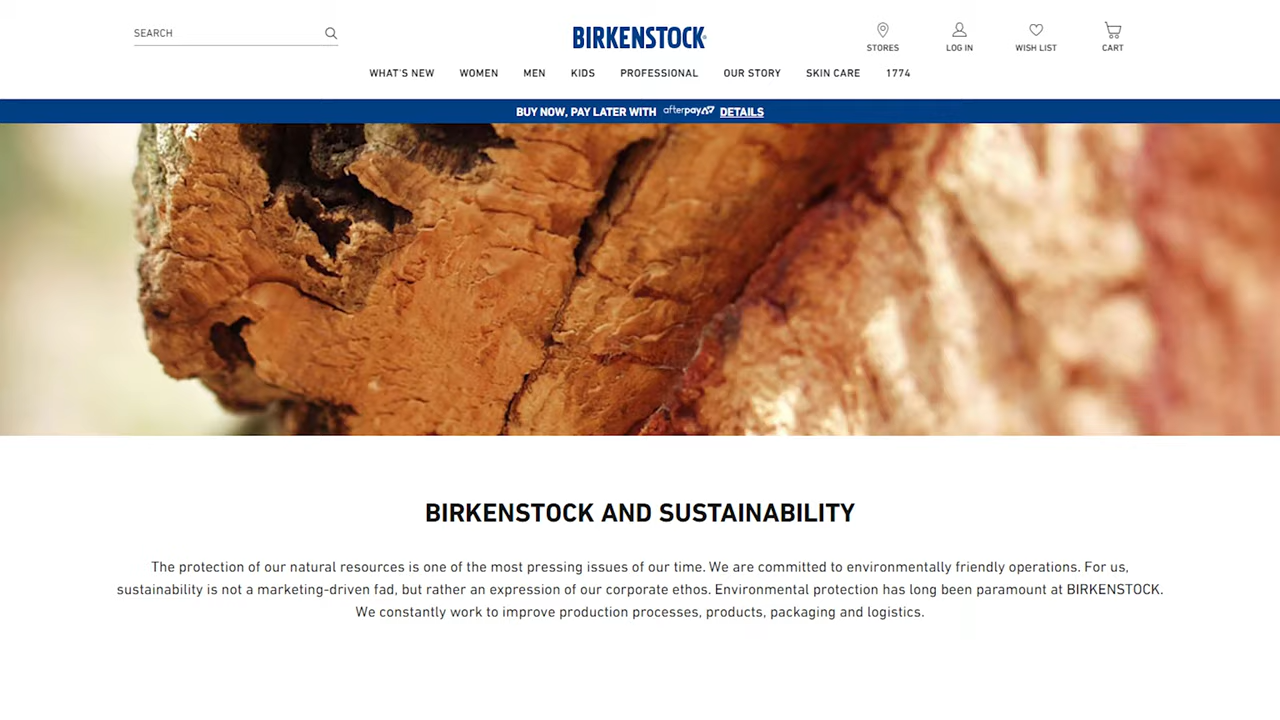 SEARCH
BIRKENSTOCK
STORES
LOG IN
WISH LIST
CART
WHAT'S NEW
WOMEN
MEN
KIDS
PROFESSIONAL
OUR STORY
SKIN CARE
1774
BUY NOW, PAY LATER WITH afterpay DETAILS
BIRKENSTOCK AND SUSTAINABILITY
The protection of our natural resources is one of the most pressing issues of our time. We are committed to environmentally friendly operations. For us,
sustainability is not a marketing-driven fad, but rather an expression of our corporate ethos. Environmental protection has long been paramount at BIRKENSTOCK.
We constantly work to improve production processes, products, packaging and logistics.